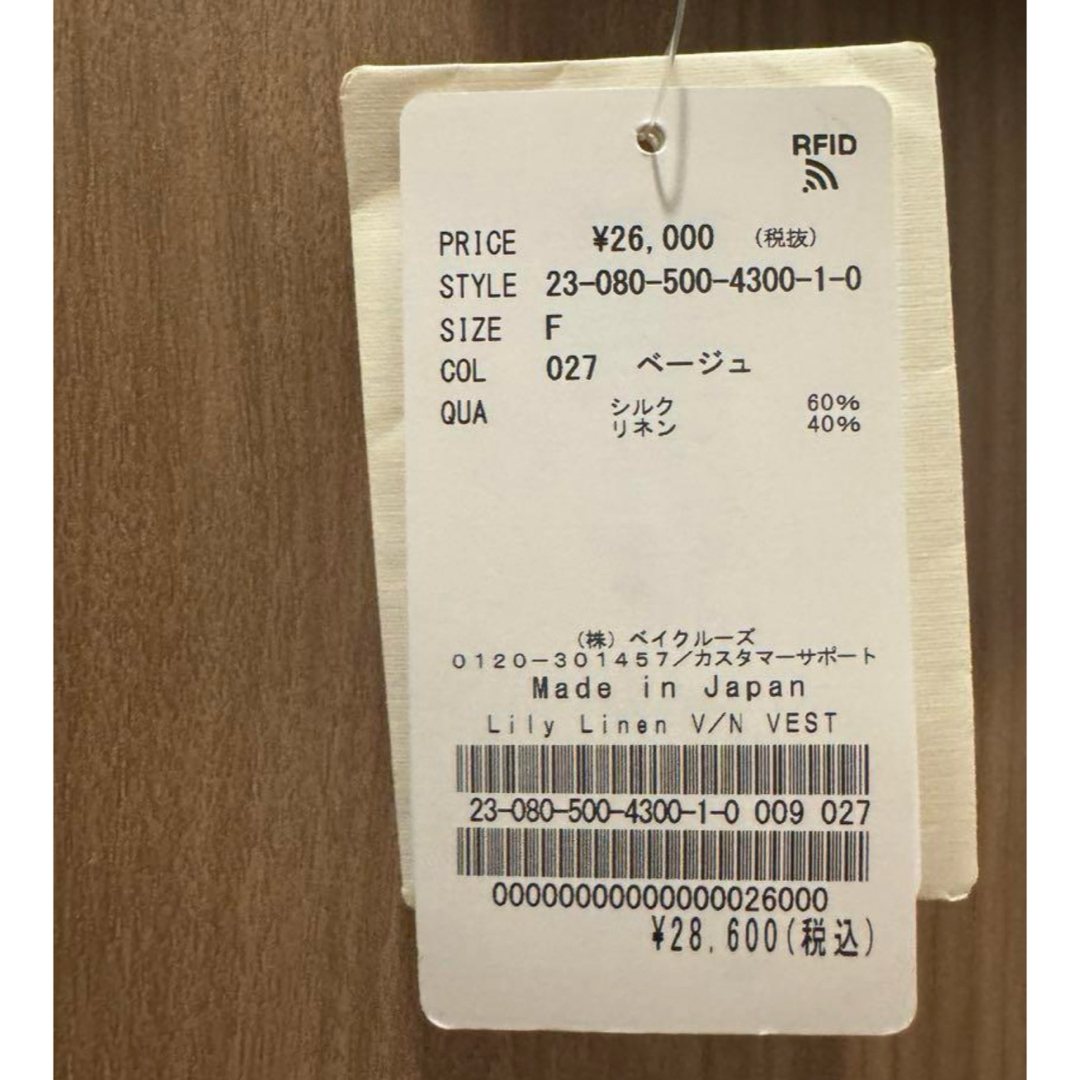 RFID
PRICE ¥26,000 (税抜)
STYLE 23-080-500-4300-1-0
SIZE F
COL 027 ベージュ
QUA シルク 60%
リネン 40%
(株)ベイクルーズ
0120-301457/カスタマーサポート
Made in Japan
Lily Linen V/N VEST
23-080-500-4300-1-0 009 027
00000000000000026000
¥28,600(税込)